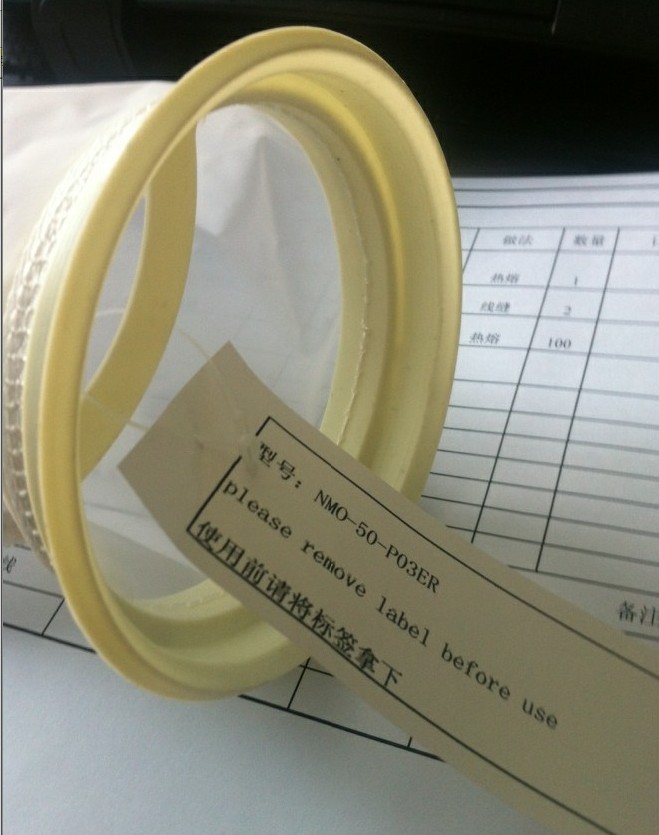 做法 数量
热熔 1
线缝 2
热熔 100
型号: NMO-50-P03ER
please remove label before use
使用前请将标签拿下
备注
线